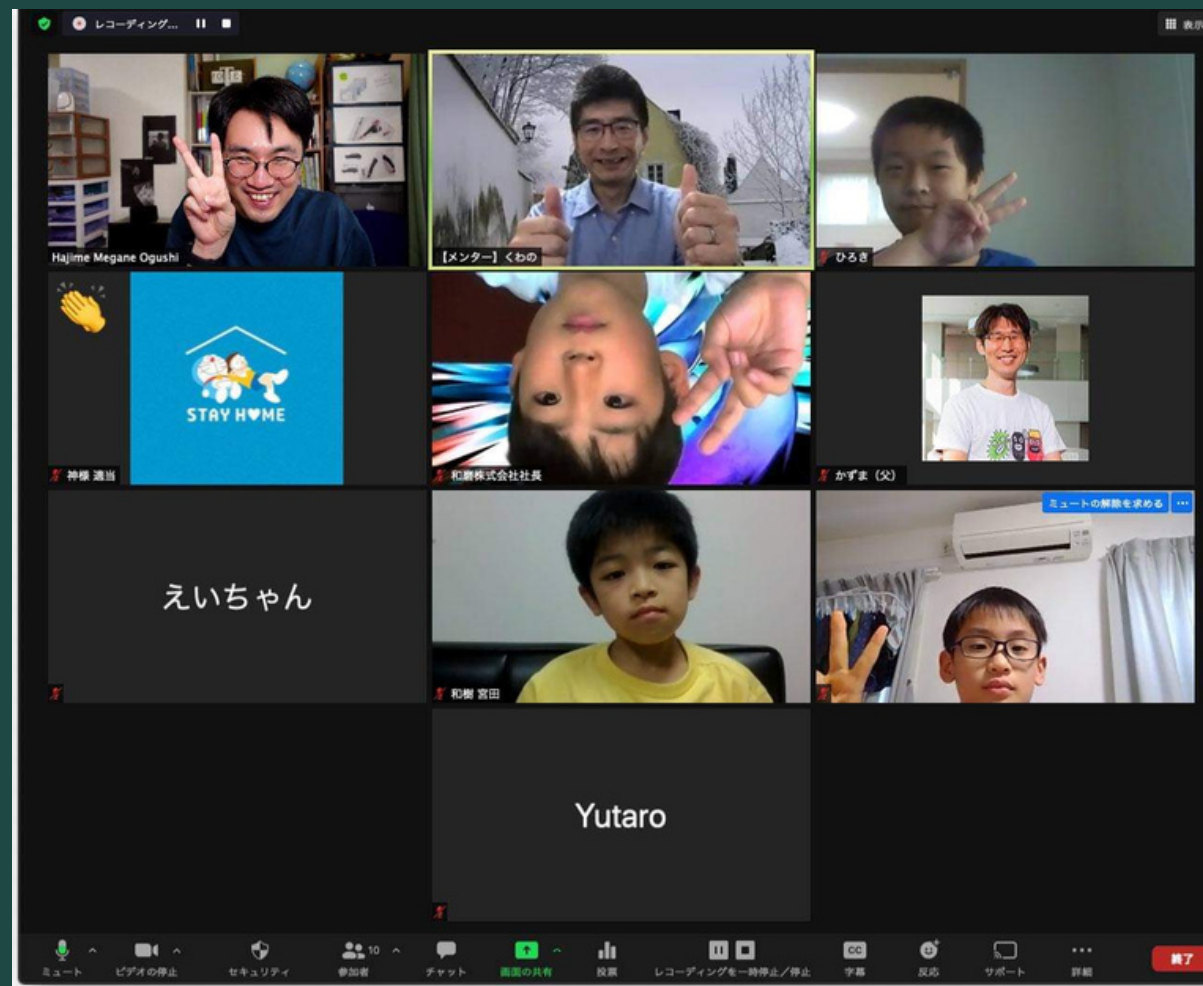 レコーディング...
表示
Hajime Megane Ogushi
【メンター】くわの
ひろき
STAY H♥ME
神様 適当
和磨株式会社社長
かずま（父）
えいちゃん
和樹 宮田
ミュートの解除を求める
Yutaro
ミュート
ビデオの停止
セキュリティ
10
参加者
チャット
画面の共有
投票
レコーディングを一時停止／停止
CC
字幕
反応
サポート
詳細
終了